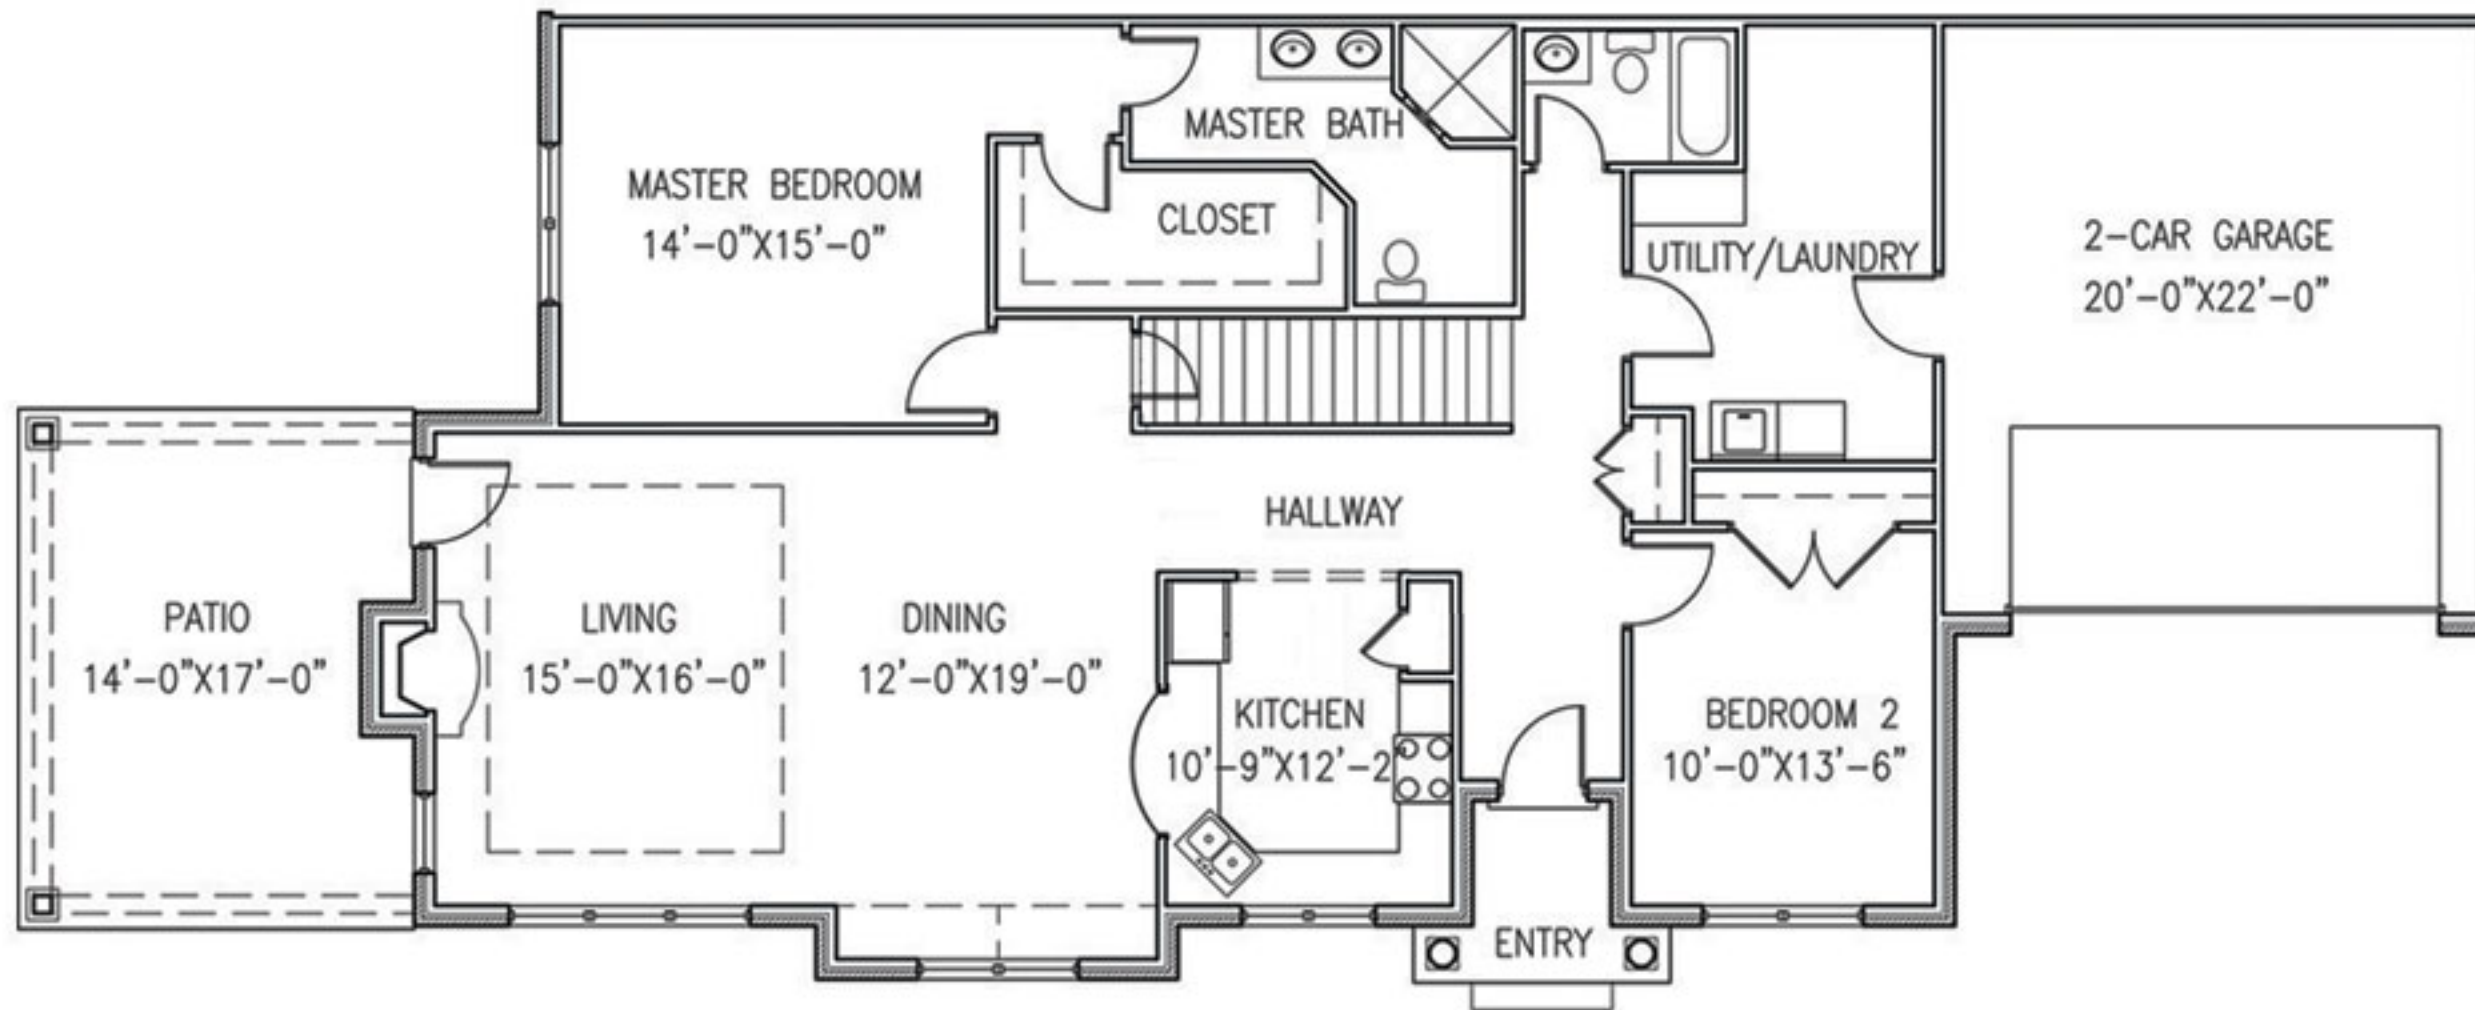 MASTER BEDROOM
14'-0"X15'-0"
MASTER BATH
CLOSET
UTILITY/LAUNDRY
2-CAR GARAGE
20'-0"X22'-0"
HALLWAY
PATIO
14'-0"X17'-0"
LIVING
15'-0"X16'-0"
DINING
12'-0"X19'-0"
KITCHEN
10'-9"X12'-2"
BEDROOM 2
10'-0"X13'-6"
ENTRY